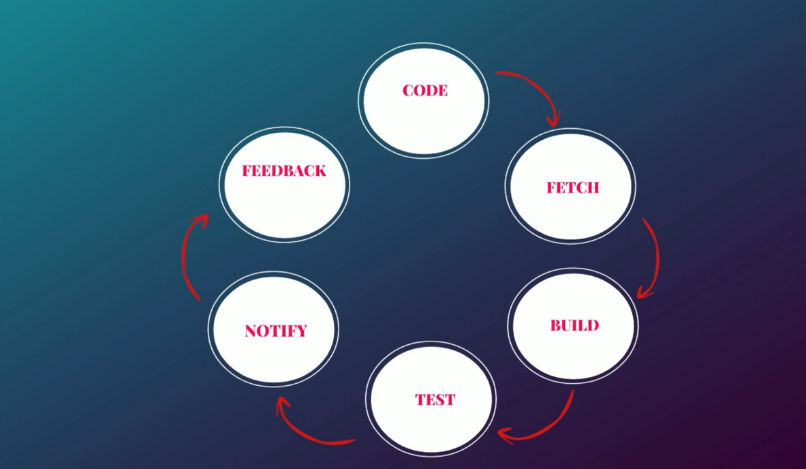 CODE
FETCH
BUILD
TEST
NOTIFY
FEEDBACK